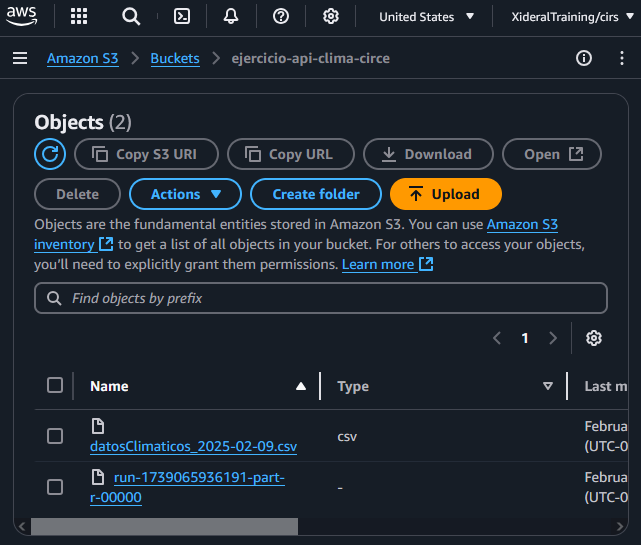 aws
United States
XideralTraining/cirs
Amazon S3
Buckets
ejercicio-api-clima-circe
Objects (2)
Copy S3 URI
Copy URL
Download
Open
Delete
Actions
Create folder
Upload
Objects are the fundamental entities stored in Amazon S3. You can use Amazon S3
inventory to get a list of all objects in your bucket. For others to access your objects,
you'll need to explicitly grant them permissions. Learn more
Find objects by prefix
1
Name
Type
Last m
datosClimaticos_2025-02-09.csv
csv
Februa
(UTC-0
run-1739065936191-part-
r-00000
-
Februa
(UTC-0